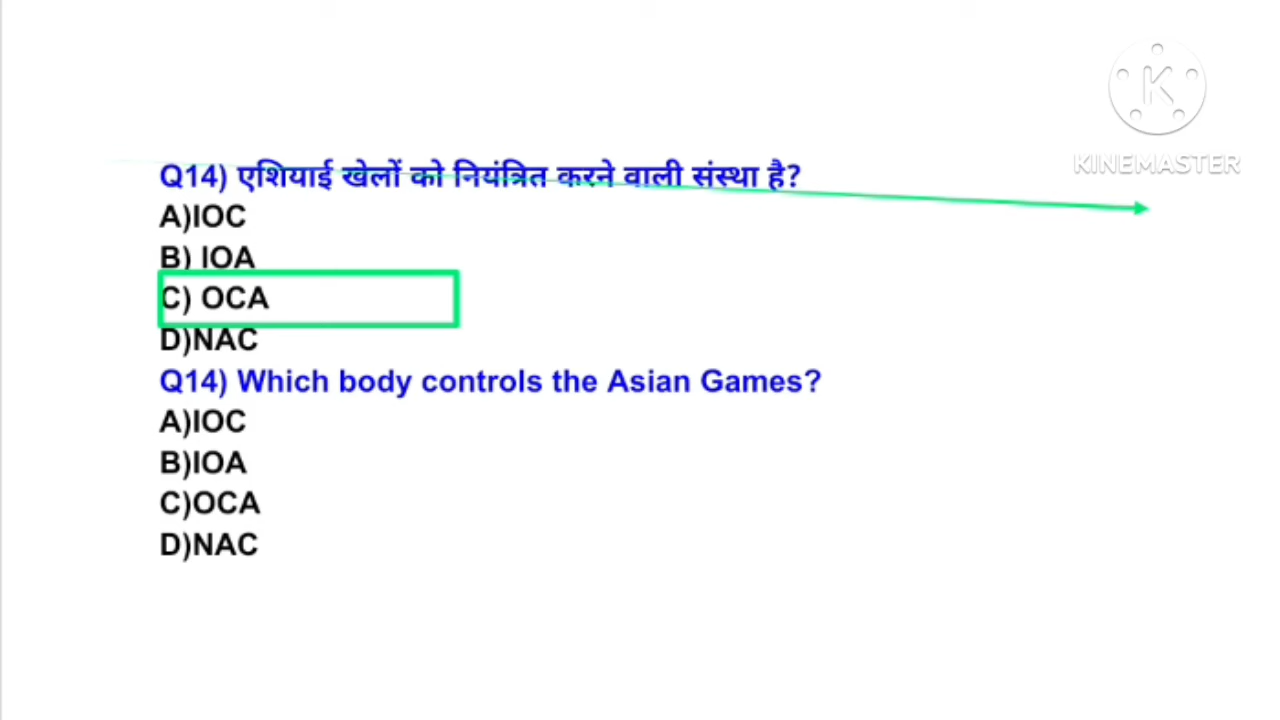 Q14) एशियाई खेलों को नियंत्रित करने वाली संस्था है?
A)IOC
B) IOA
C) OCA
D)NAC
Q14) Which body controls the Asian Games?
A)IOC
B)IOA
C)OCA
D)NAC
K
KINEMASTER